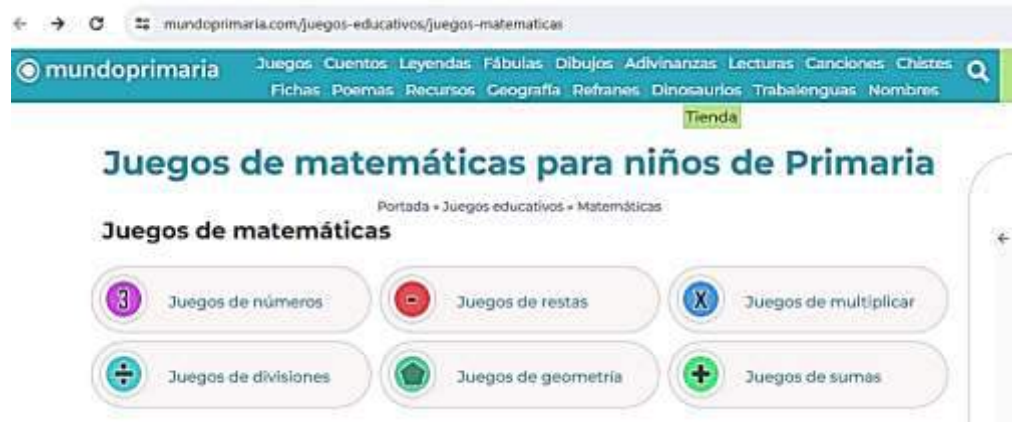 mundoprimaria.com/juegos-educativos/juegos-matematicas
mundoprimaria
Juegos Cuentos Leyendas Fábulas Dibujos Adivinanzas Lecturas Canciones Chistes
Fichas Poemas Recursos Geografía Refranes Dinosaurios Trabalenguas Nombres
Tienda
Juegos de matemáticas para niños de Primaria
Portada » Juegos educativos » Matemáticas
Juegos de matemáticas
3 Juegos de números
- Juegos de restas
X Juegos de multiplicar
÷ Juegos de divisiones
Juegos de geometría
+ Juegos de sumas